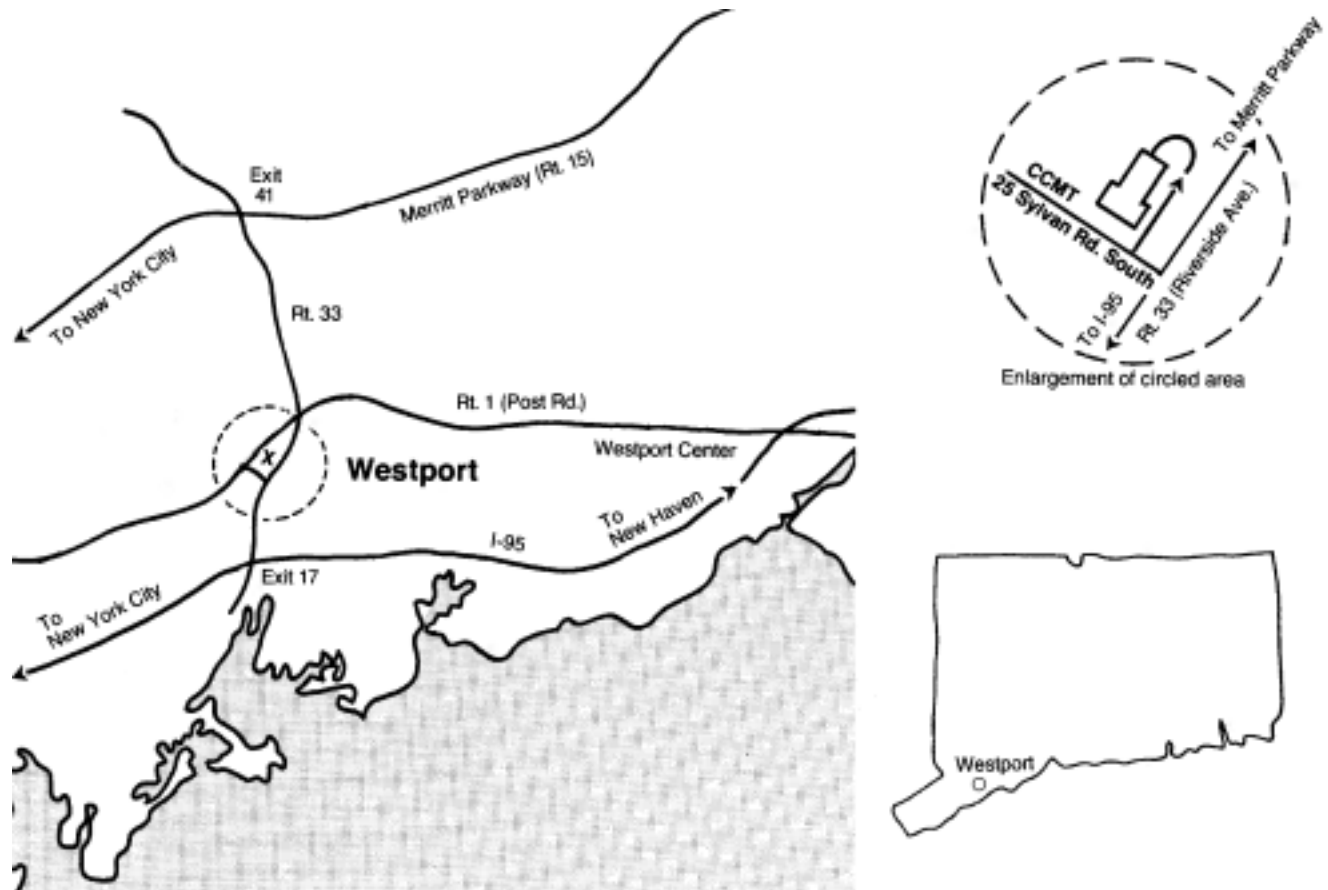 Exit
41
Merritt Parkway (Rt. 15)
To New York City
Rt. 33
Rt. 1 (Post Rd.)
Westport Center
X
Westport
To
New Haven
I-95
Exit 17
To
New York City
To Merritt Parkway
CCMT
25 Sylvan Rd. South
Rt. 33 (Riverside Ave.)
To I-95
Enlargement of circled area
Westport